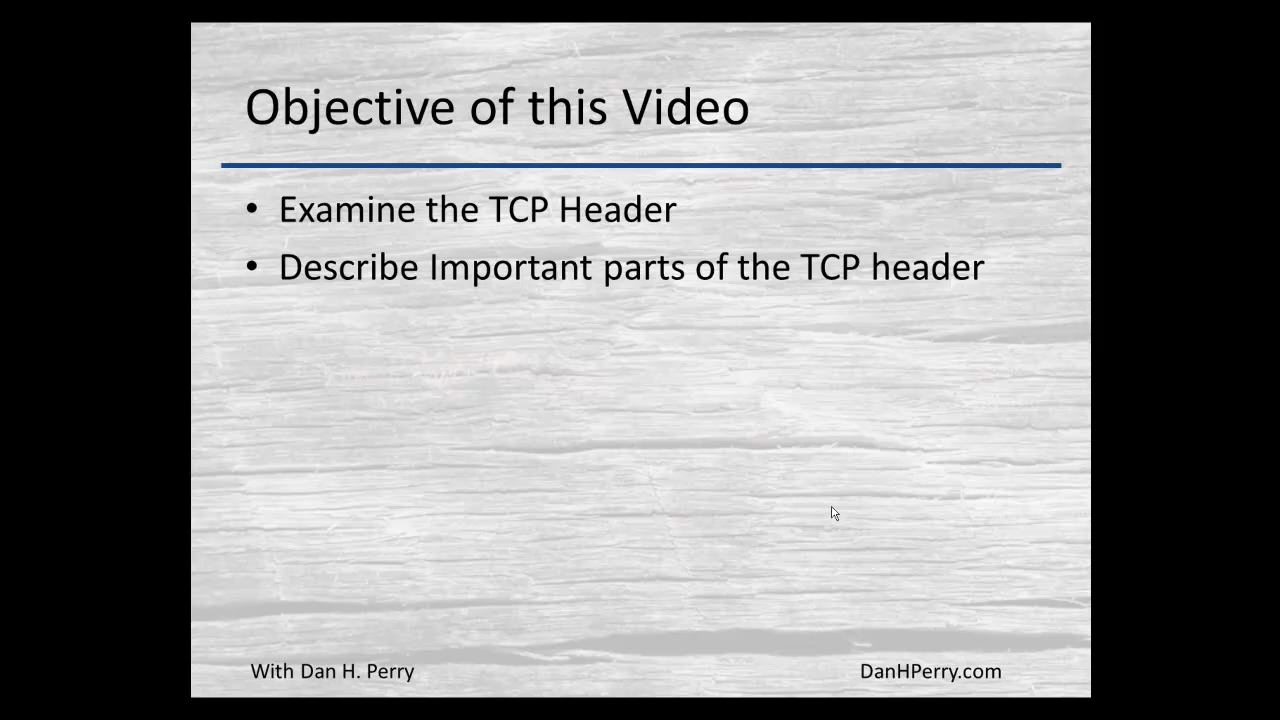 Objective of this Video
• Examine the TCP Header
• Describe Important parts of the TCP header
With Dan H. Perry
DanHPerry.com